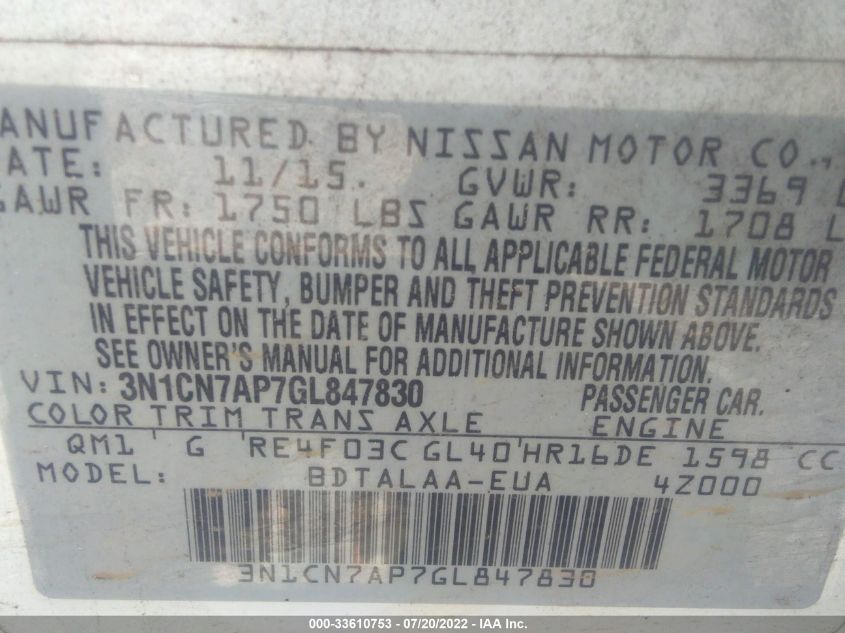 ANUFACTURED BY NISSAN MOTOR CO.,
ATE: 11/15. GVWR: 3369 L
GAWR FR: 1750 LBS GAWR RR: 1708 L
THIS VEHICLE CONFORMS TO ALL APPLICABLE FEDERAL MOTOR
VEHICLE SAFETY, BUMPER AND THEFT PREVENTION STANDARDS
IN EFFECT ON THE DATE OF MANUFACTURE SHOWN ABOVE.
SEE OWNER'S MANUAL FOR ADDITIONAL INFORMATION.
VIN: 3N1CN7AP7GL847830 PASSENGER CAR.
COLOR TRIM TRANS AXLE ENGINE
QM1 G RE4F03C GL40 HR16DE 1598 CC
MODEL: BDTALAA-EUA 4Z000
3N1CN7AP7GL847830
000-33610753 - 07/20/2022 - IAA Inc.